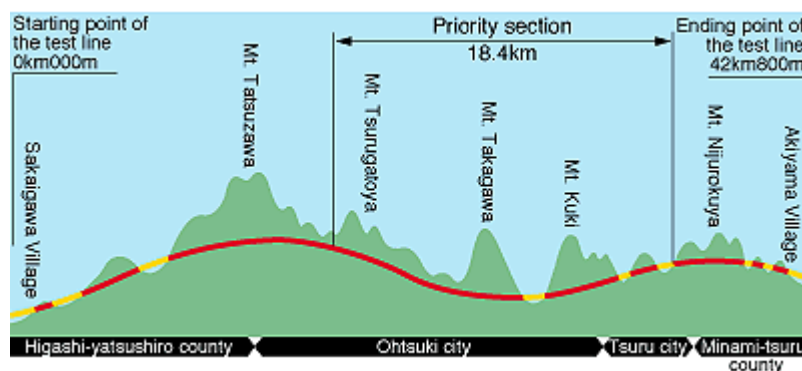 Starting point of
the test line
0km000m
Priority section
18.4km
Ending point of
the test line
42km800m
Sakaigawa Village
Mt. Tatsuzawa
Mt. Tsurugatoya
Mt. Takagawa
Mt. Kuki
Mt. Nijurokuya
Akiyama Village
Higashi-yatsushiro county
Ohtsuki city
Tsuru city
Minami-tsuru
county